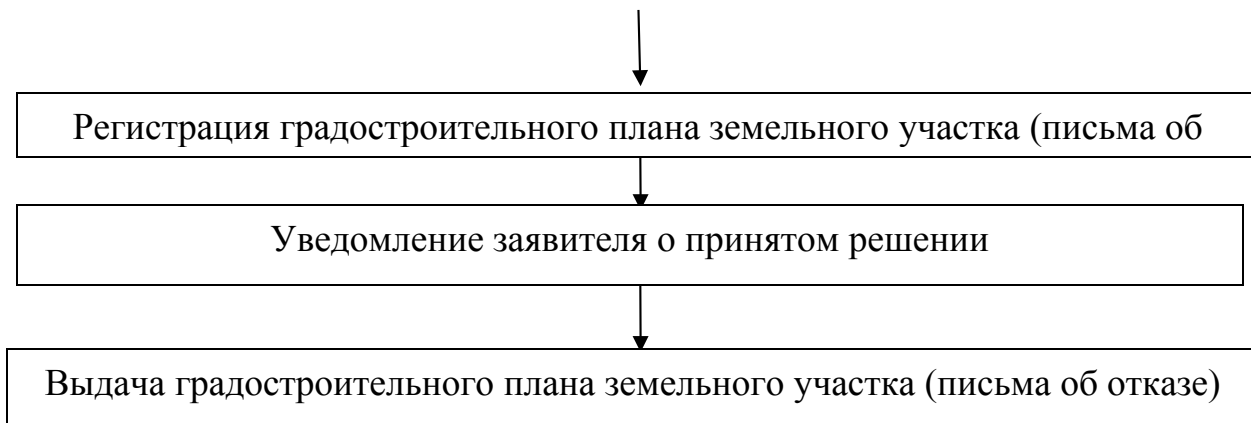 Регистрация градостроительного плана земельного участка (письма об
Уведомление заявителя о принятом решении
Выдача градостроительного плана земельного участка (письма об отказе)